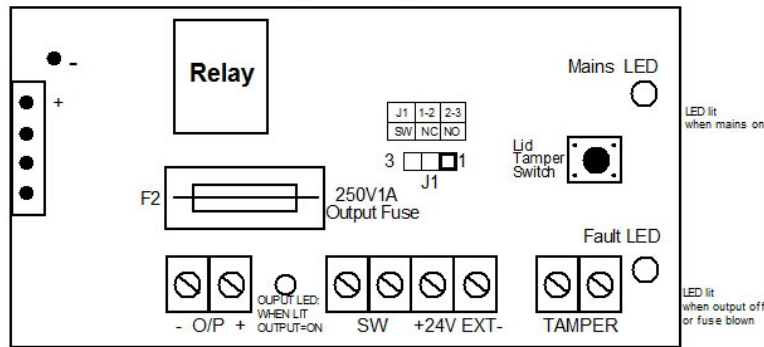 -
+
Relay
Mains LED
LED lit
when mains on
J1 1-2 2-3
SW NC NO
3 1
J1
Lid
Tamper
Switch
F2
250V1A
Output Fuse
Fault LED
LED lit
when output off
or fuse blown
OUPUT LED:
WHEN LIT
OUTPUT=ON
- O/P +
SW
+24V EXT-
TAMPER